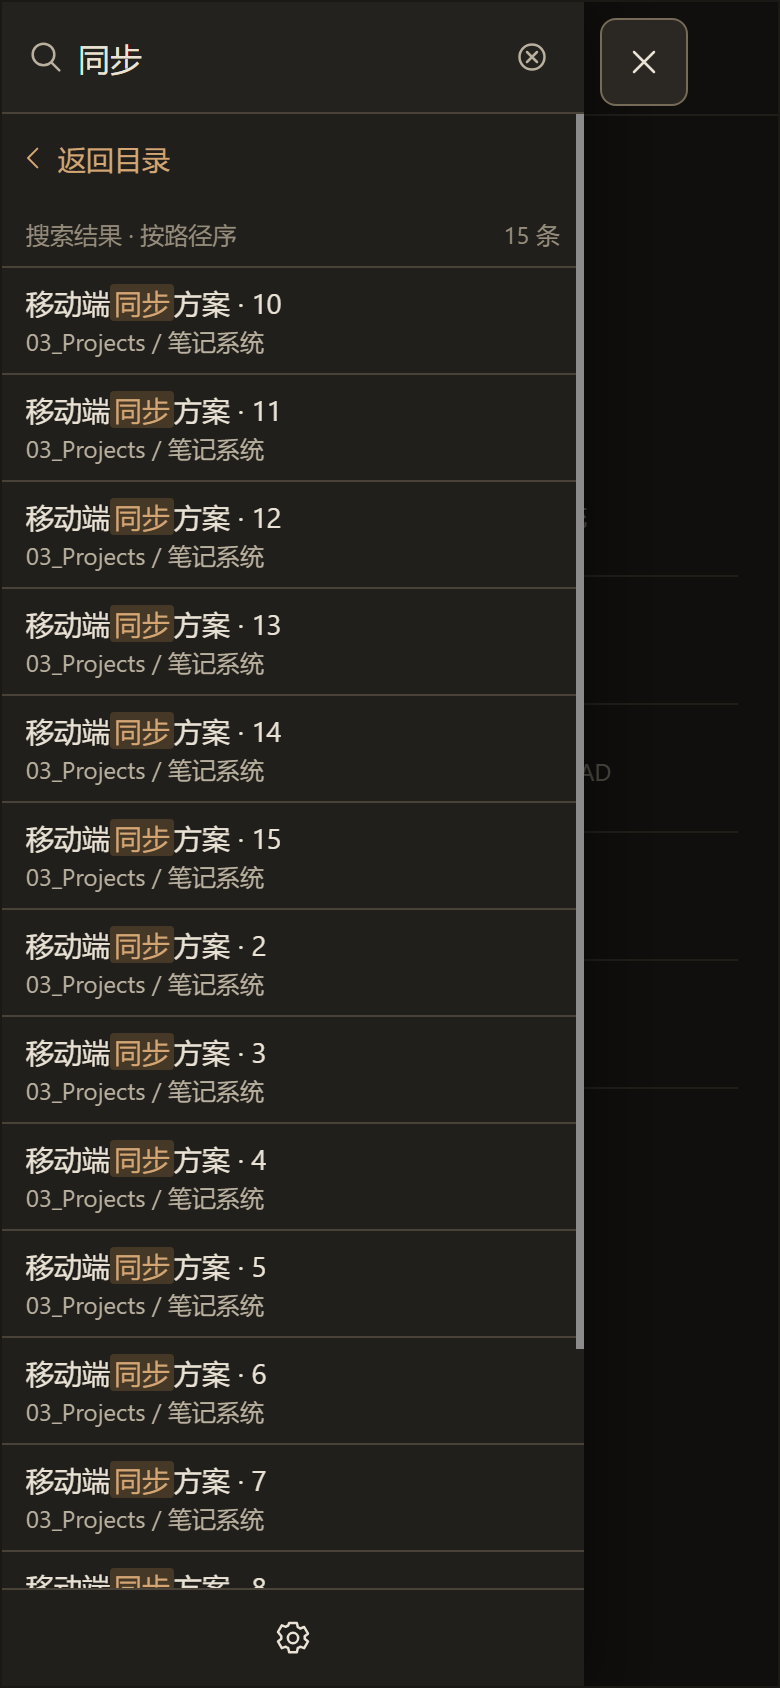 同步
返回目录
搜索结果 · 按路径序 15 条
移动端同步方案 · 10
03_Projects / 笔记系统
移动端同步方案 · 11
03_Projects / 笔记系统
移动端同步方案 · 12
03_Projects / 笔记系统
移动端同步方案 · 13
03_Projects / 笔记系统
移动端同步方案 · 14
03_Projects / 笔记系统
移动端同步方案 · 15
03_Projects / 笔记系统
移动端同步方案 · 2
03_Projects / 笔记系统
移动端同步方案 · 3
03_Projects / 笔记系统
移动端同步方案 · 4
03_Projects / 笔记系统
移动端同步方案 · 5
03_Projects / 笔记系统
移动端同步方案 · 6
03_Projects / 笔记系统
移动端同步方案 · 7
03_Projects / 笔记系统
移动端同步方案 · 8
AD